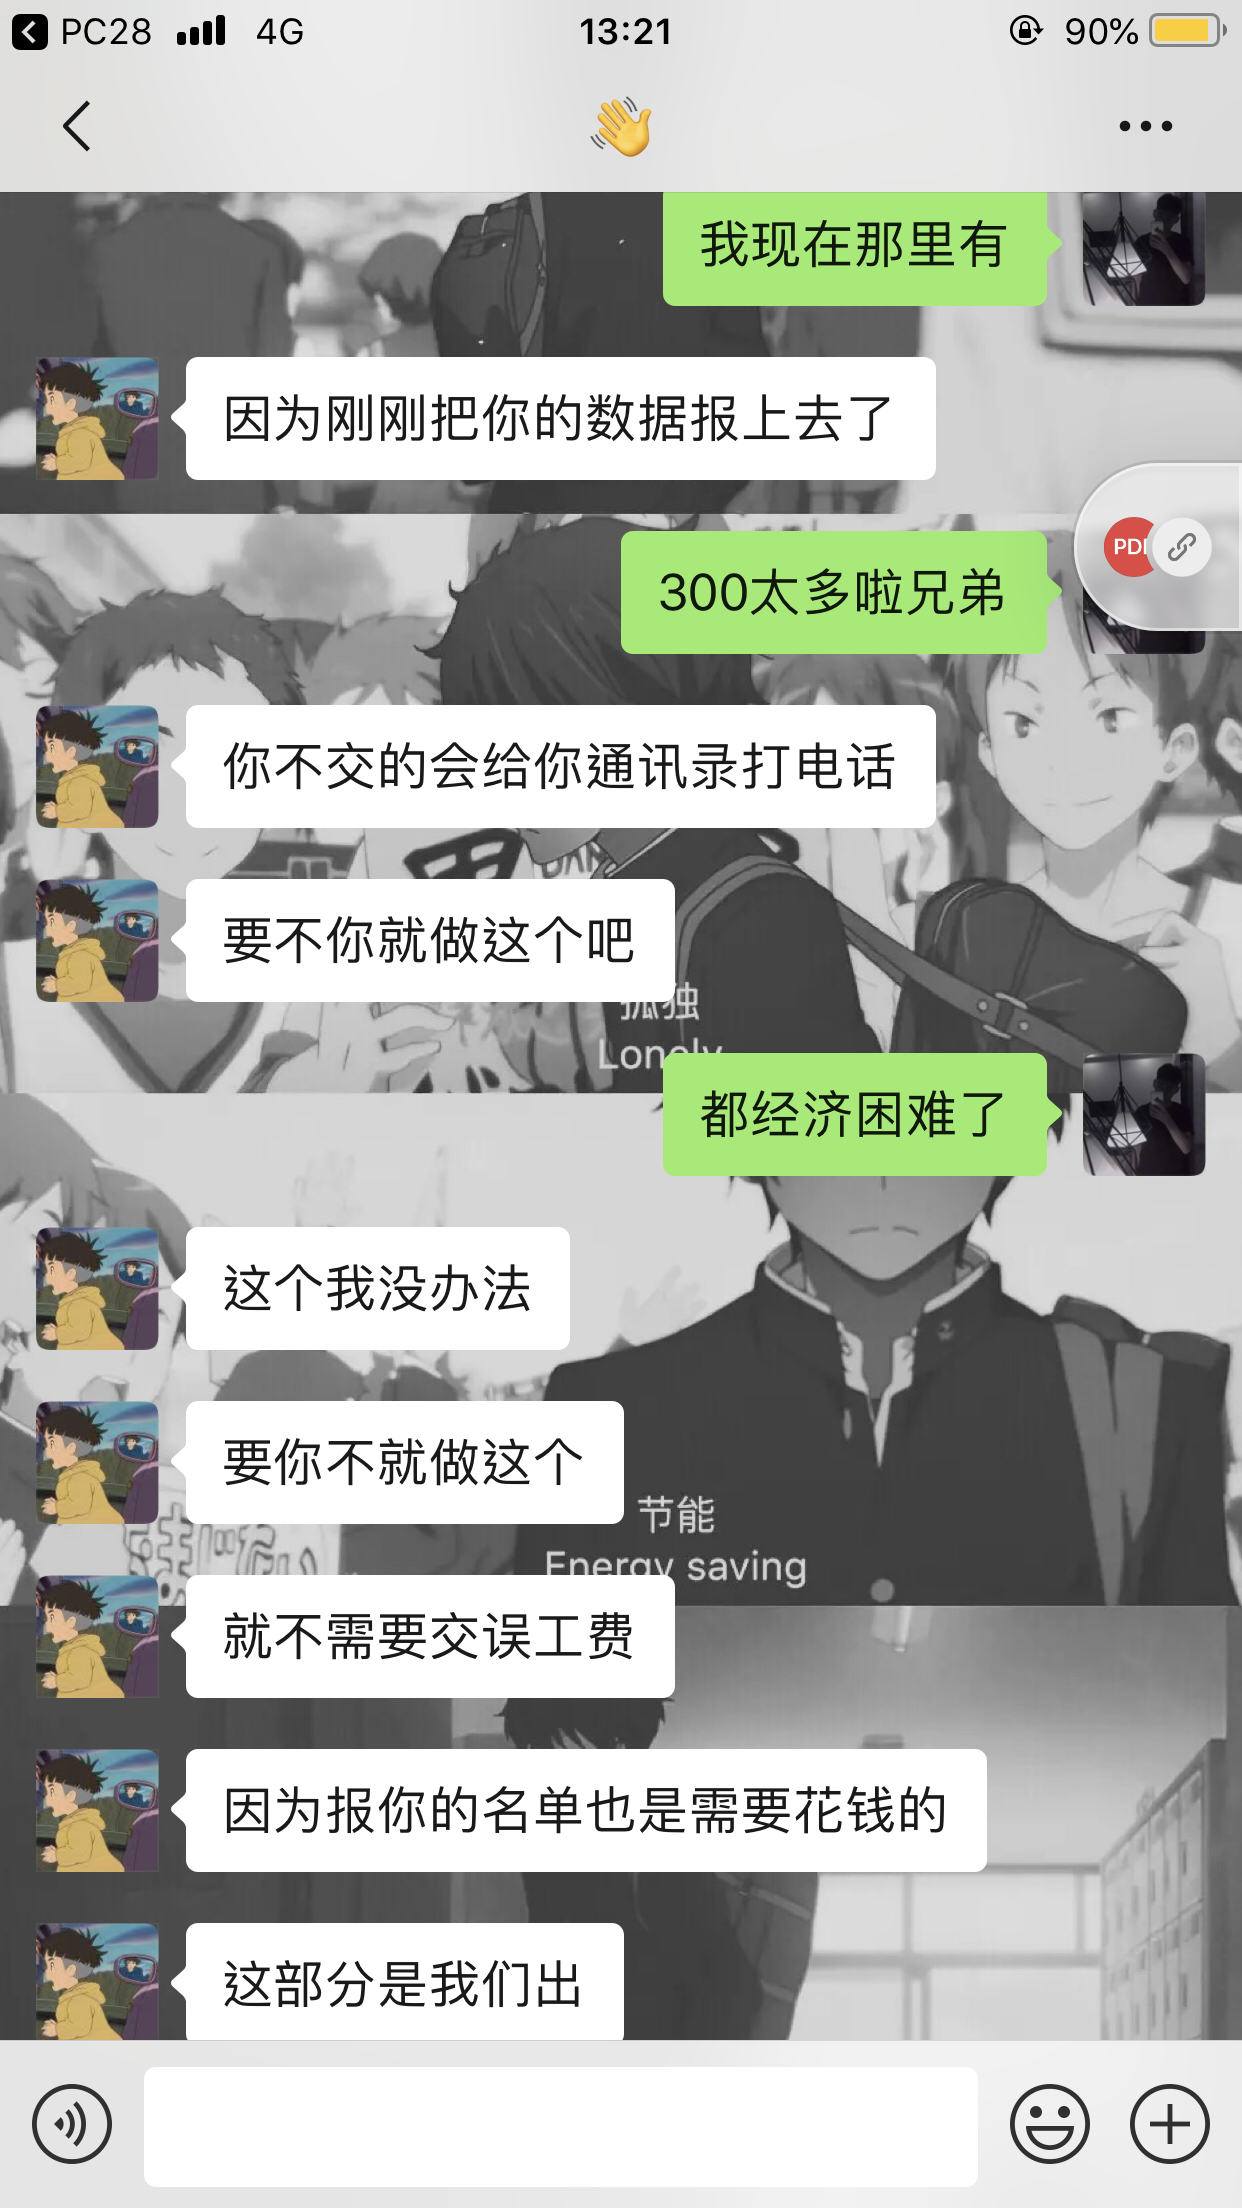 PC28 4G 13:21 90%
我现在那里有
因为刚刚把你的数据报上去了
PD
300太多啦兄弟
你不交的会给你通讯录打电话
要不你就做这个吧
孤独
Lonely
都经济困难了
这个我没办法
要你不就做这个
节能
Energy saving
就不需要交误工费
因为报你的名单也是需要花钱的
这部分是我们出